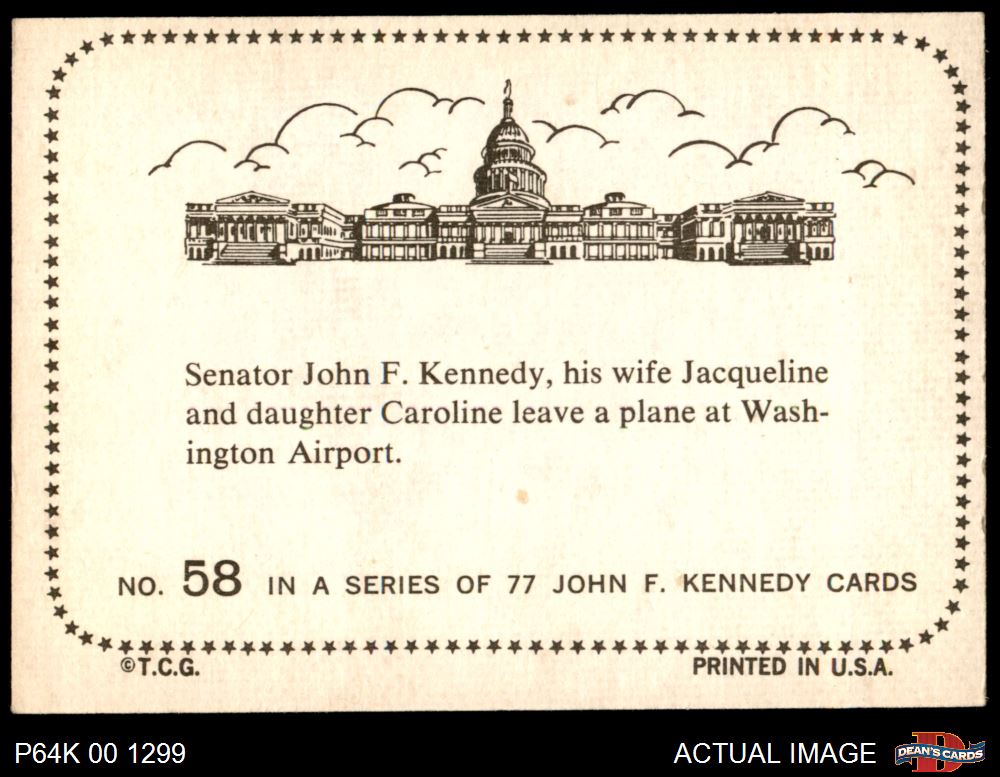 Senator John F. Kennedy, his wife Jacqueline
and daughter Caroline leave a plane at Wash-
ington Airport.
NO. 58 IN A SERIES OF 77 JOHN F. KENNEDY CARDS
©T.C.G. PRINTED IN U.S.A.
P64K 00 1299 ACTUAL IMAGE DEAN'S CARDS